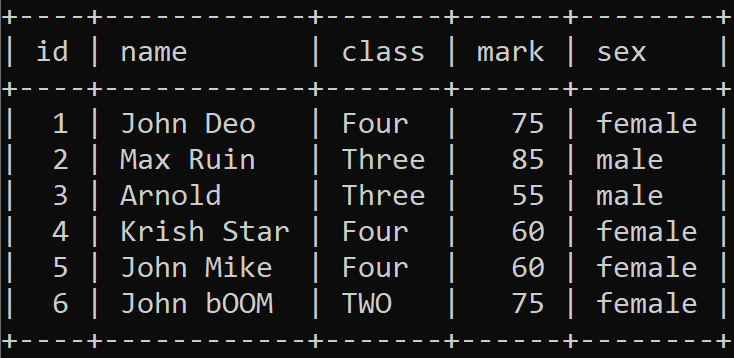 +----+------------+-------+------+--------+
| id | name       | class | mark | sex    |
+----+------------+-------+------+--------+
|  1 | John Deo   | Four  |   75 | female |
|  2 | Max Ruin   | Three |   85 | male   |
|  3 | Arnold     | Three |   55 | male   |
|  4 | Krish Star | Four  |   60 | female |
|  5 | John Mike  | Four  |   60 | female |
|  6 | John bOOM  | TWO   |   75 | female |
+----+------------+-------+------+--------+